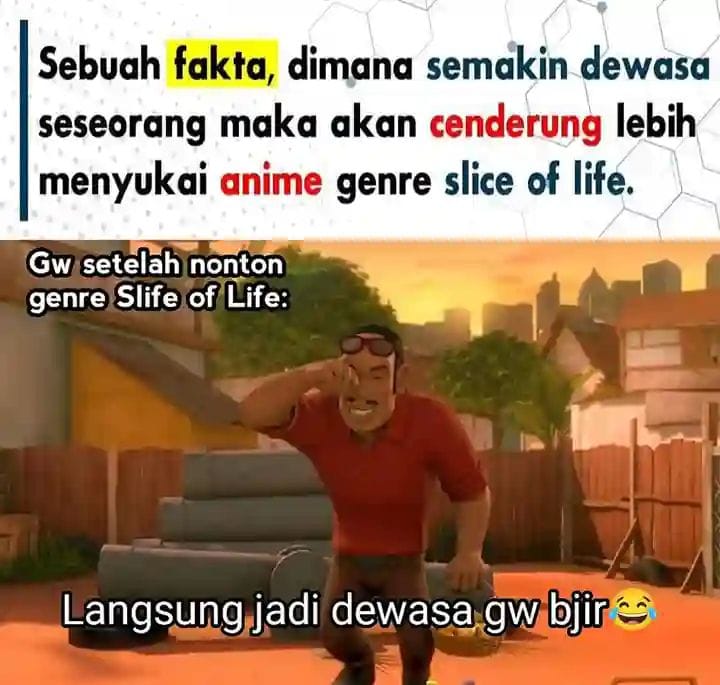 Sebuah fakta, dimana semakin dewasa
seseorang maka akan cenderung lebih
menyukai anime genre slice of life.
Gw setelah nonton
genre Slife of Life:
Langsung jadi dewasa gw bjir😂